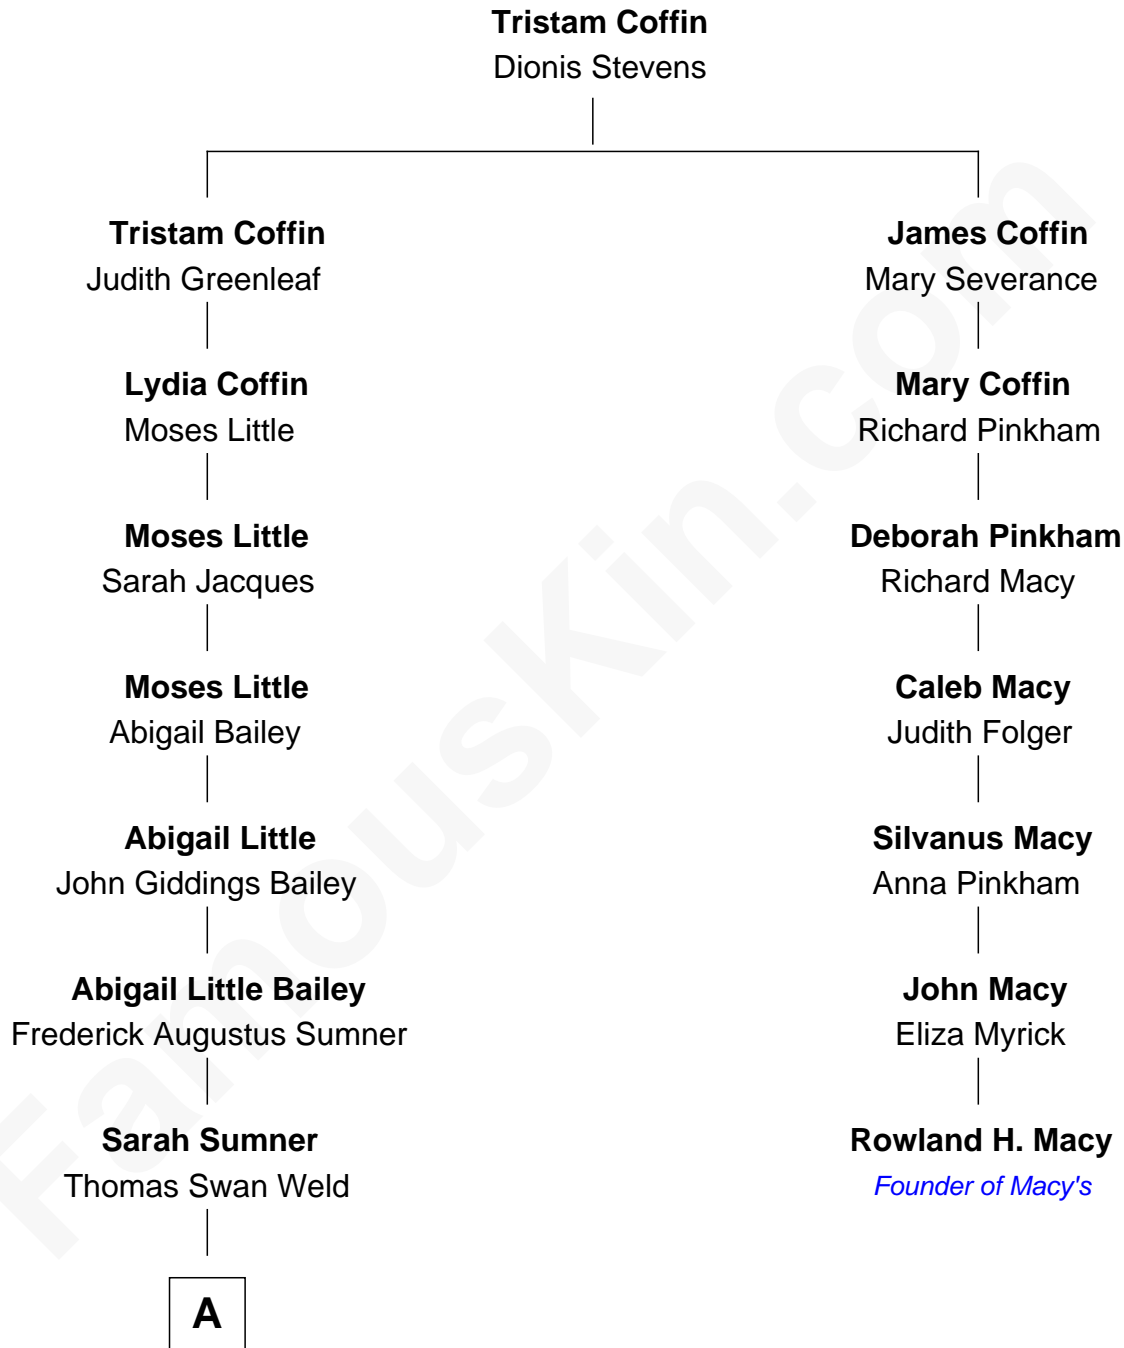 Tristam Coffin
Dionis Stevens
Tristam Coffin
Judith Greenleaf
James Coffin
Mary Severance
Lydia Coffin
Moses Little
Mary Coffin
Richard Pinkham
Moses Little
Sarah Jacques
Deborah Pinkham
Richard Macy
Moses Little
Abigail Bailey
Caleb Macy
Judith Folger
Abigail Little
John Giddings Bailey
Silvanus Macy
Anna Pinkham
Abigail Little Bailey
Frederick Augustus Sumner
John Macy
Eliza Myrick
Sarah Sumner
Thomas Swan Weld
Rowland H. Macy
Founder of Macy's
A
FamousKin.com